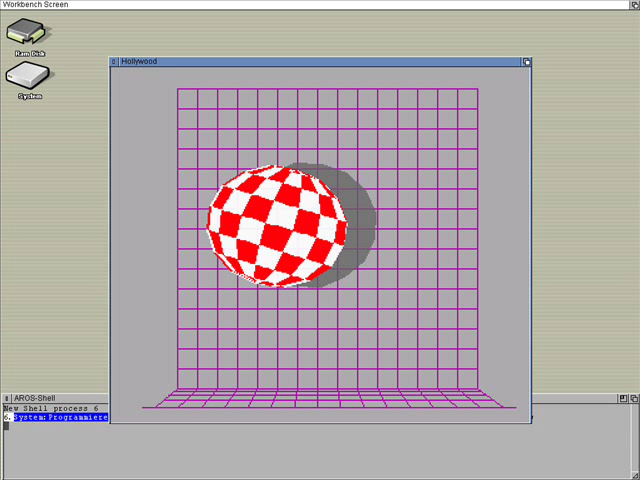 Workbench Screen
Ram Disk
System
Hollywood
AROS-Shell
New Shell process 6
6.System:Programmiere